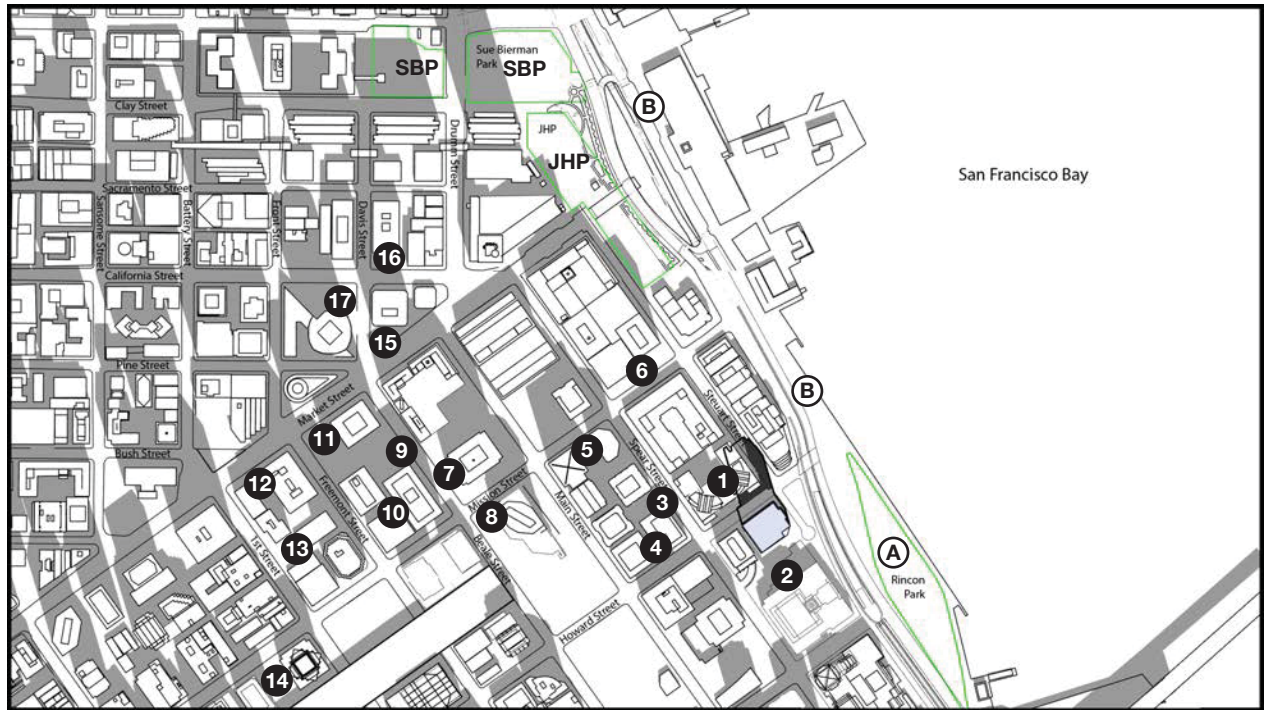 Sue Bierman
Park
SBP
SBP
B
Clay Street
JHP
JHP
Drumm Street
San Francisco Bay
Sacramento Street
Sansome Street
Battery Street
Front Street
Davis Street
16
California Street
17
15
Pine Street
6
B
Market Street
Steuart Stre
11
9
5
Bush Street
Spear Street
12
7
1
Mission Street
3
10
8
Main Street
Freemont Street
4
13
1st Street
Beale Street
A
2
Rincon
Park
Howard Street
14